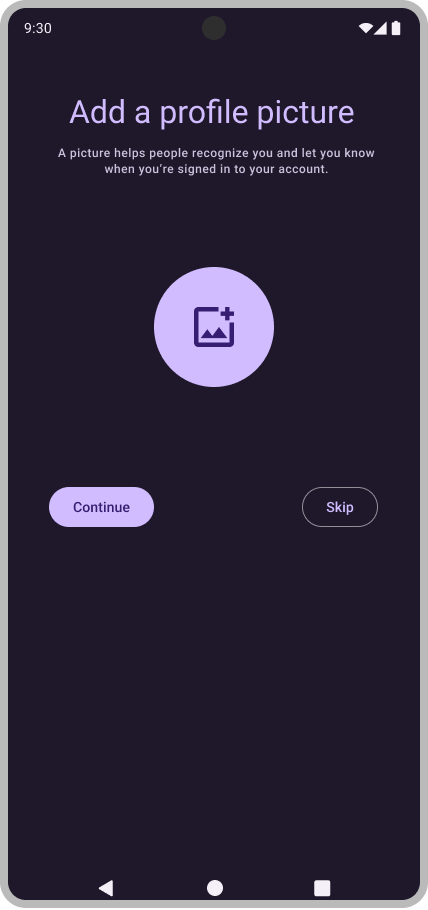 9:30
Add a profile picture
A picture helps people recognize you and let you know
when you’re signed in to your account.
Continue
Skip